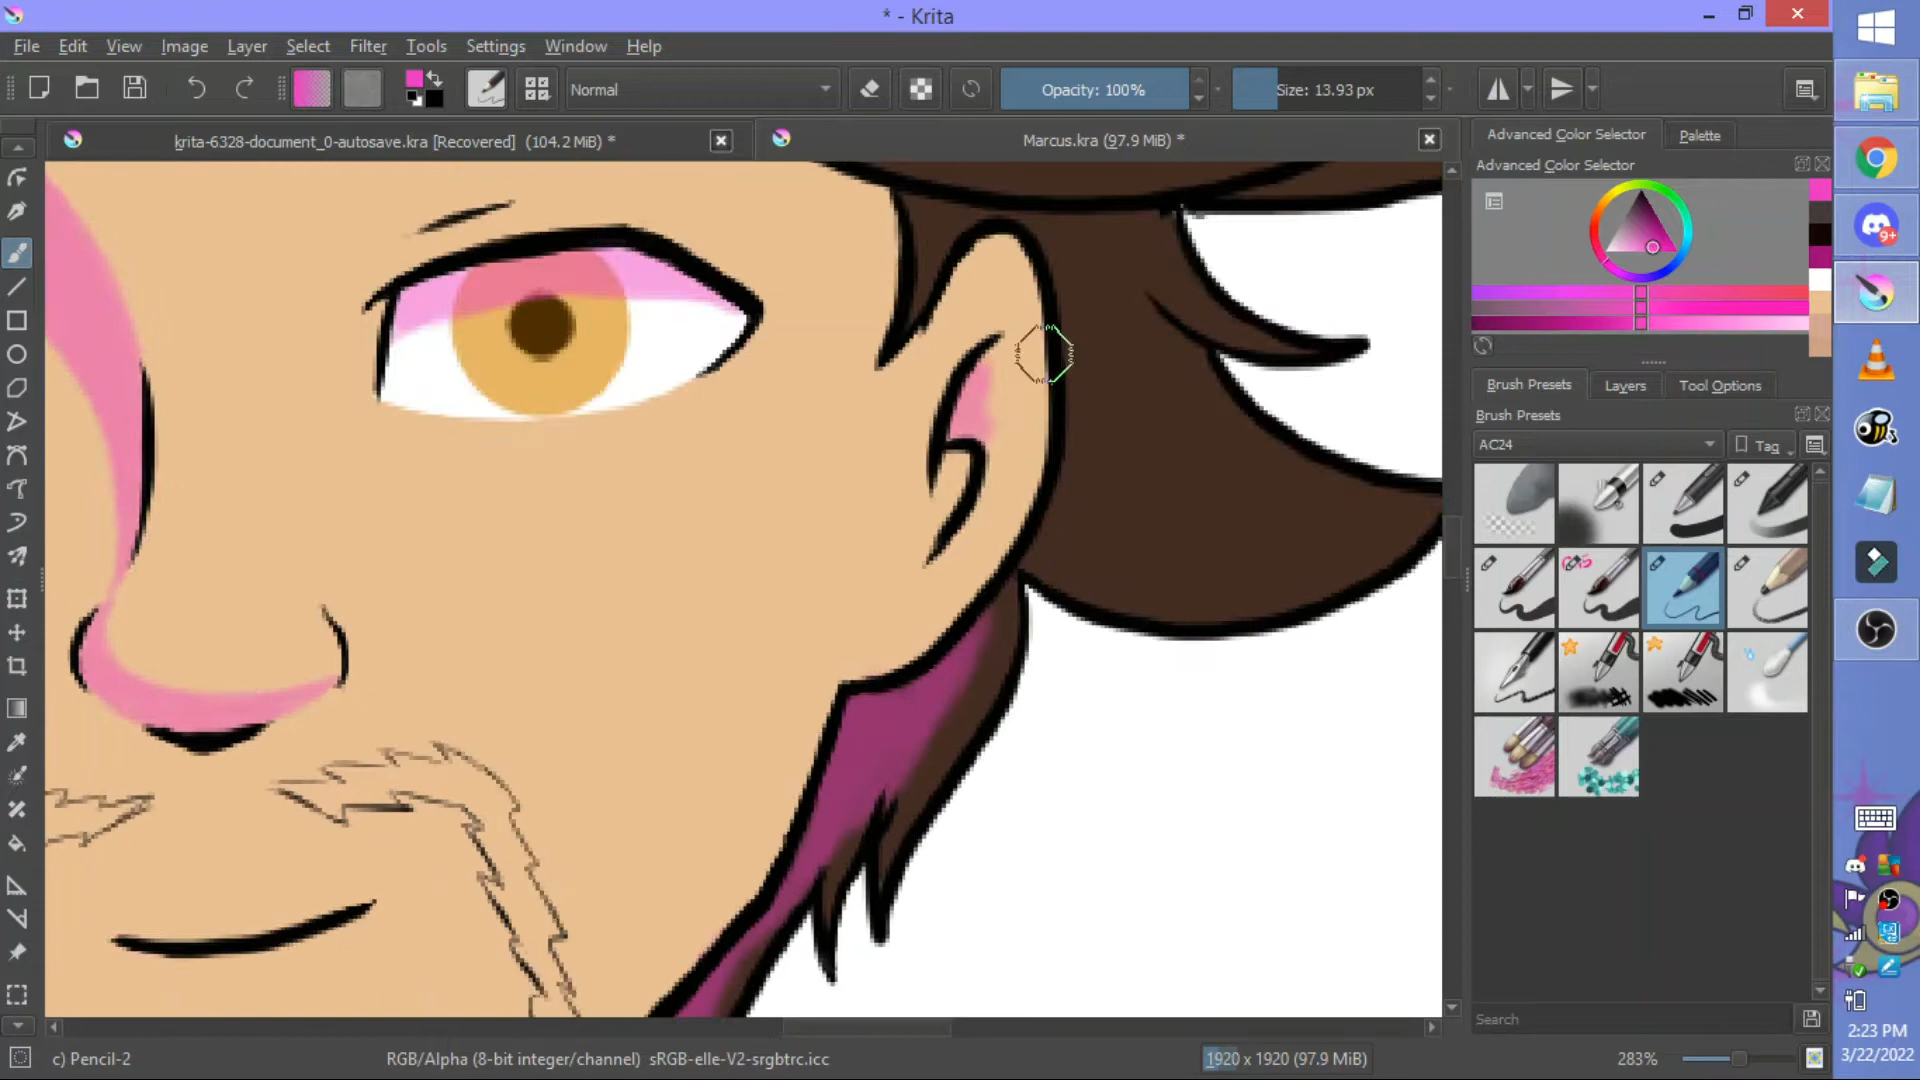 * - Krita
File Edit View Image Layer Select Filter Tools Settings Window Help
Normal
Opacity: 100%
Size: 13.93 px
krita-6328-document_0-autosave.kra [Recovered] (104.2 MiB) *
Marcus.kra (97.9 MiB) *
Advanced Color Selector
Palette
Advanced Color Selector
9+
Brush Presets
Layers
Tool Options
Brush Presets
AC24
Tag
Search
c) Pencil-2
RGB/Alpha (8-bit integer/channel) sRGB-elle-V2-srgbtrc.icc
1920 x 1920 (97.9 MiB)
283%
2:23 PM
3/22/2022